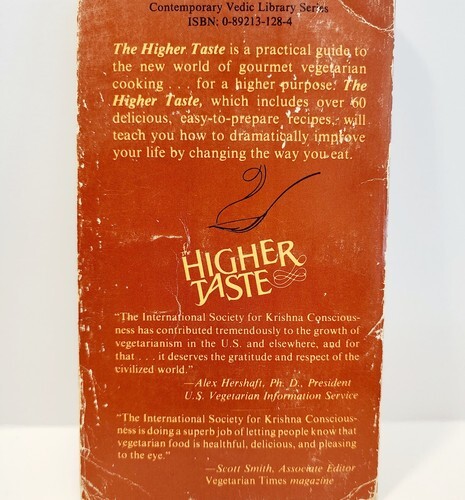 Contemporary Vedic Library Series
ISBN: 0-89213-128-4
The Higher Taste is a practical guide to
the new world of gourmet vegetarian
cooking . . . for a higher purpose. The
Higher Taste, which includes over 60
delicious, easy-to-prepare recipes, will
teach you how to dramatically improve
your life by changing the way you eat.
THE
HIGHER
TASTE
"The International Society for Krishna Conscious-
ness has contributed tremendously to the growth of
vegetarianism in the U.S. and elsewhere, and for
that . . . it deserves the gratitude and respect of the
civilized world."
—Alex Hershaft, Ph. D., President
U.S. Vegetarian Information Service
"The International Society for Krishna Conscious-
ness is doing a superb job of letting people know that
vegetarian food is healthful, delicious, and pleasing
to the eye."
—Scott Smith, Associate Editor
Vegetarian Times magazine